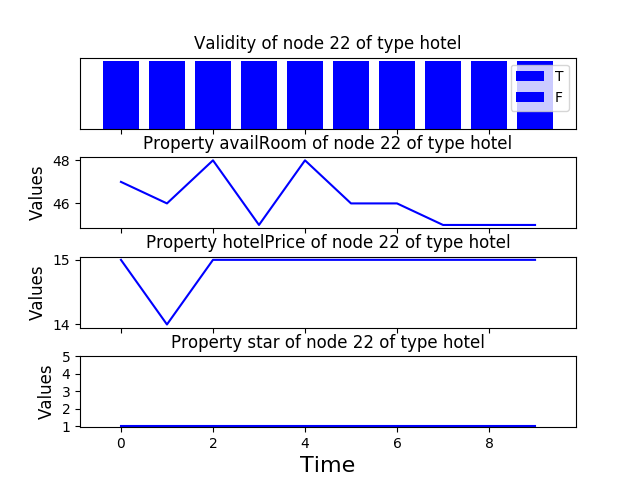 Validity of node 22 of type hotel
T
F
Property availRoom of node 22 of type hotel
48
46
Values
Property hotelPrice of node 22 of type hotel
15
14
Values
Property star of node 22 of type hotel
5
4
3
2
1
Values
0 2 4 6 8
Time